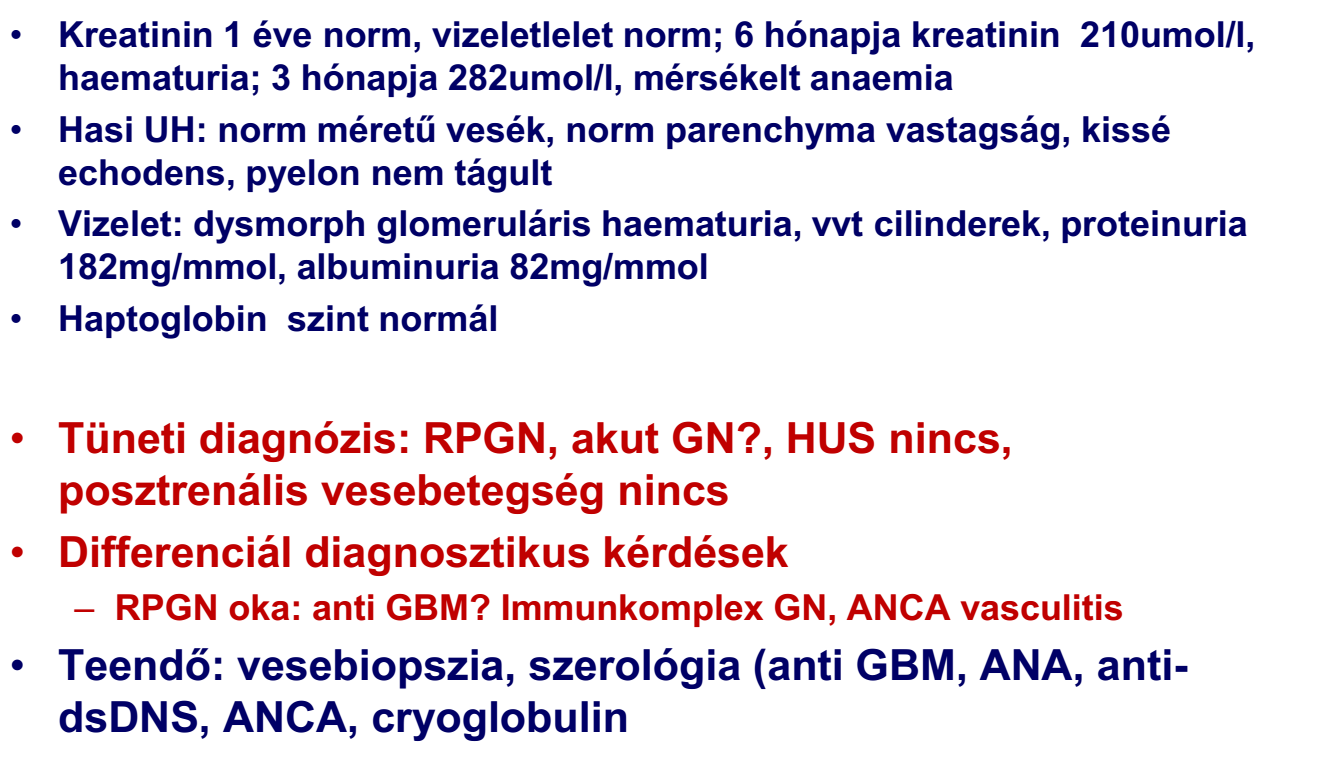 • Kreatinin 1 éve norm, vizeletlelet norm; 6 hónapja kreatinin 210umol/l,
haematuria; 3 hónapja 282umol/l, mérsékelt anaemia
• Hasi UH: norm méretű vesék, norm parenchyma vastagság, kissé
echodens, pyelon nem tágult
• Vizelet: dysmorph glomeruláris haematuria, vvt cilinderek, proteinuria
182mg/mmol, albuminuria 82mg/mmol
• Haptoglobin szint normál
• Tüneti diagnózis: RPGN, akut GN?, HUS nincs,
posztrenális vesebetegség nincs
• Differenciál diagnosztikus kérdések
– RPGN oka: anti GBM? Immunkomplex GN, ANCA vasculitis
• Teendő: vesebiopszia, szerológia (anti GBM, ANA, anti-
dsDNS, ANCA, cryoglobulin